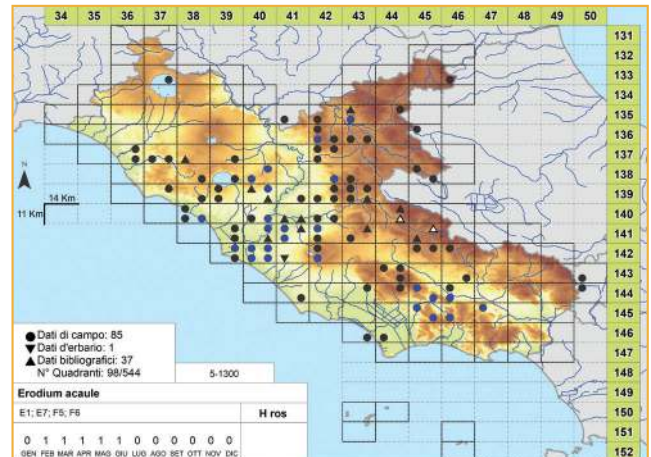 34 35 36 37 38 39 40 41 42 43 44 45 46 47 48 49 50
131
132
133
134
135
136
137
138
139
140
141
142
143
144
145
146
147
148
149
150
151
152
N
14 Km
11 Km
Dati di campo: 85
Dati d'erbario: 1
Dati bibliografici: 37
N° Quadranti: 98/544
5-1300
Erodium acaule
E1; E7; F5; F6
H ros
0 1 1 1 1 1 0 0 0 0 0 0
GEN FEB MAR APR MAG GIU LUG AGO SET OTT NOV DIC